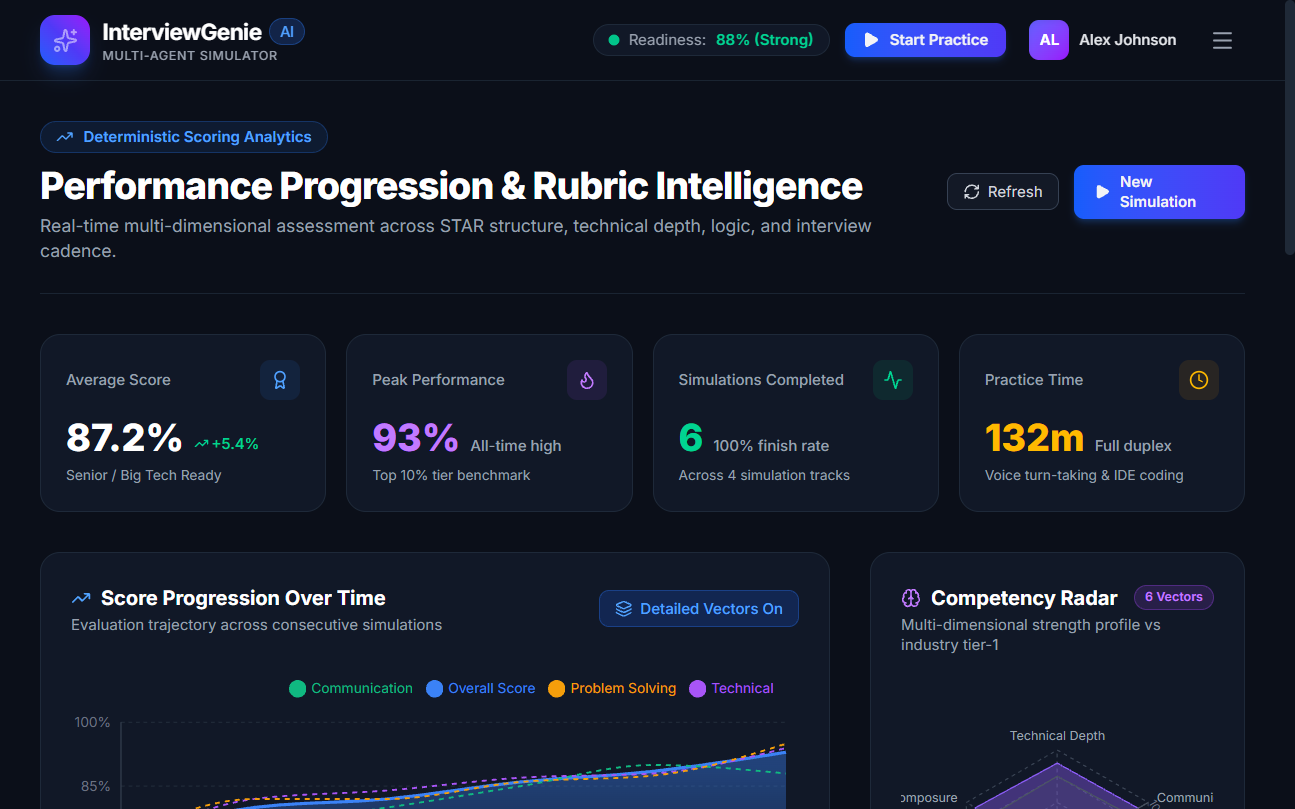 InterviewGenie AI
MULTI-AGENT SIMULATOR
Readiness: 88% (Strong)
Start Practice
AL
Alex Johnson
Deterministic Scoring Analytics
Performance Progression & Rubric Intelligence
Real-time multi-dimensional assessment across STAR structure, technical depth, logic, and interview
cadence.
Refresh
New
Simulation
Average Score
87.2% +5.4%
Senior / Big Tech Ready
Peak Performance
93% All-time high
Top 10% tier benchmark
Simulations Completed
6 100% finish rate
Across 4 simulation tracks
Practice Time
132m Full duplex
Voice turn-taking & IDE coding
Score Progression Over Time
Evaluation trajectory across consecutive simulations
Detailed Vectors On
Communication Overall Score Problem Solving Technical
100%
85%
Competency Radar 6 Vectors
Multi-dimensional strength profile vs
industry tier-1
Technical Depth
omposure
Communi